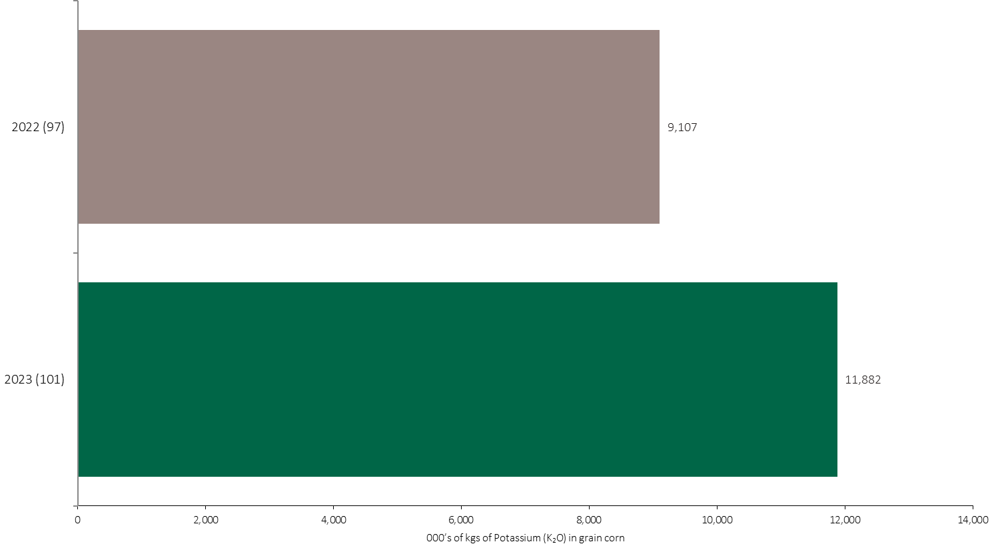 2022 (97)
9,107
2023 (101)
11,882
0 2,000 4,000 6,000 8,000 10,000 12,000 14,000
000’s of kgs of Potassium (K₂O) in grain corn